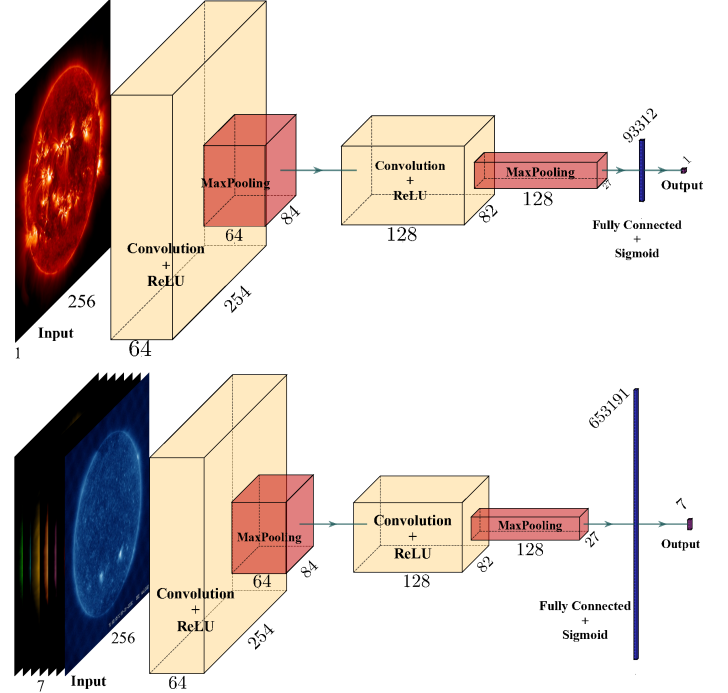 93312
1
MaxPooling
64
84
Convolution
+
ReLU
128
82
MaxPooling
128
27
Output
Fully Connected
+
Sigmoid
Convolution
+
ReLU
64
254
256
Input
1
653191
7
MaxPooling
64
84
Convolution
+
ReLU
128
82
MaxPooling
128
27
Output
Fully Connected
+
Sigmoid
Convolution
+
ReLU
64
254
256
7
Input